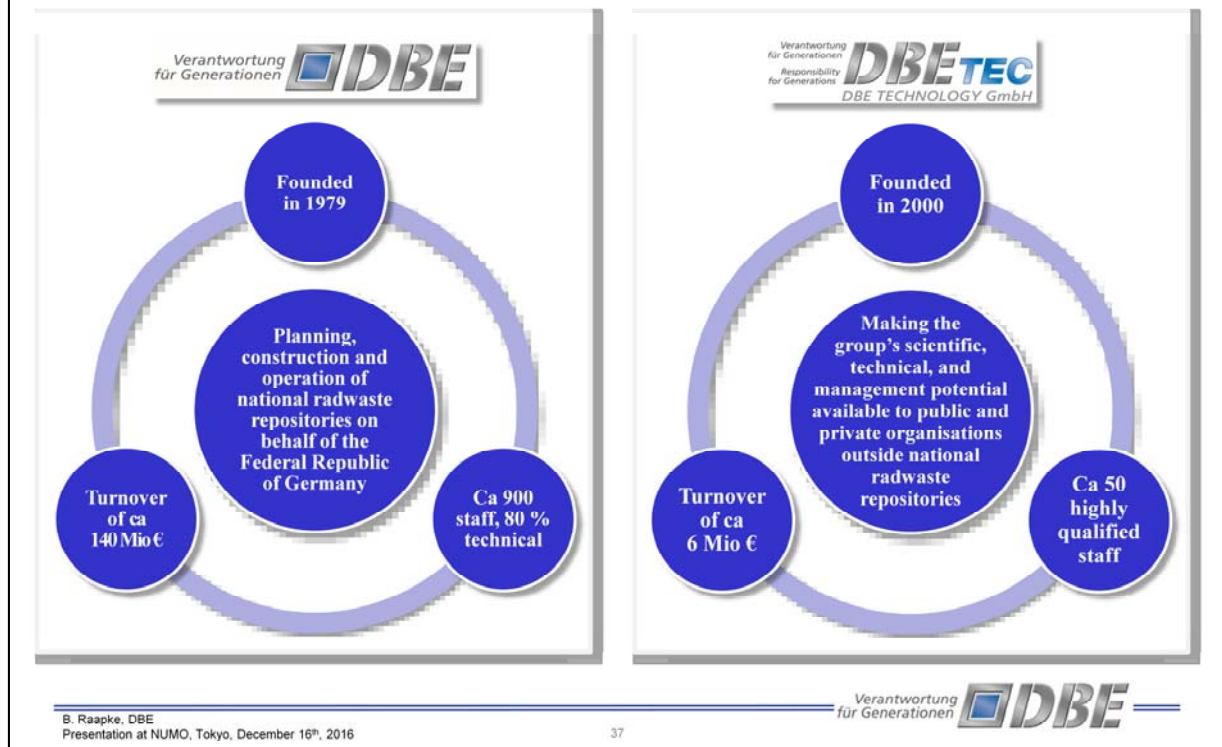 Verantwortung
für Generationen
DBE
Founded
in 1979
Planning,
construction and
operation of
national radwaste
repositories on
behalf of the
Federal Republic
of Germany
Turnover
of ca
140 Mio €
Ca 900
staff, 80 %
technical
Verantwortung
für Generationen
Responsibility
for Generations
DBETEC
DBE TECHNOLOGY GmbH
Founded
in 2000
Making the
group's scientific,
technical, and
management potential
available to public and
private organisations
outside national
radwaste
repositories
Turnover
of ca
6 Mio €
Ca 50
highly
qualified
staff
B. Raapke, DBE
Presentation at NUMO, Tokyo, December 16th, 2016
37
Verantwortung
für Generationen
DBE